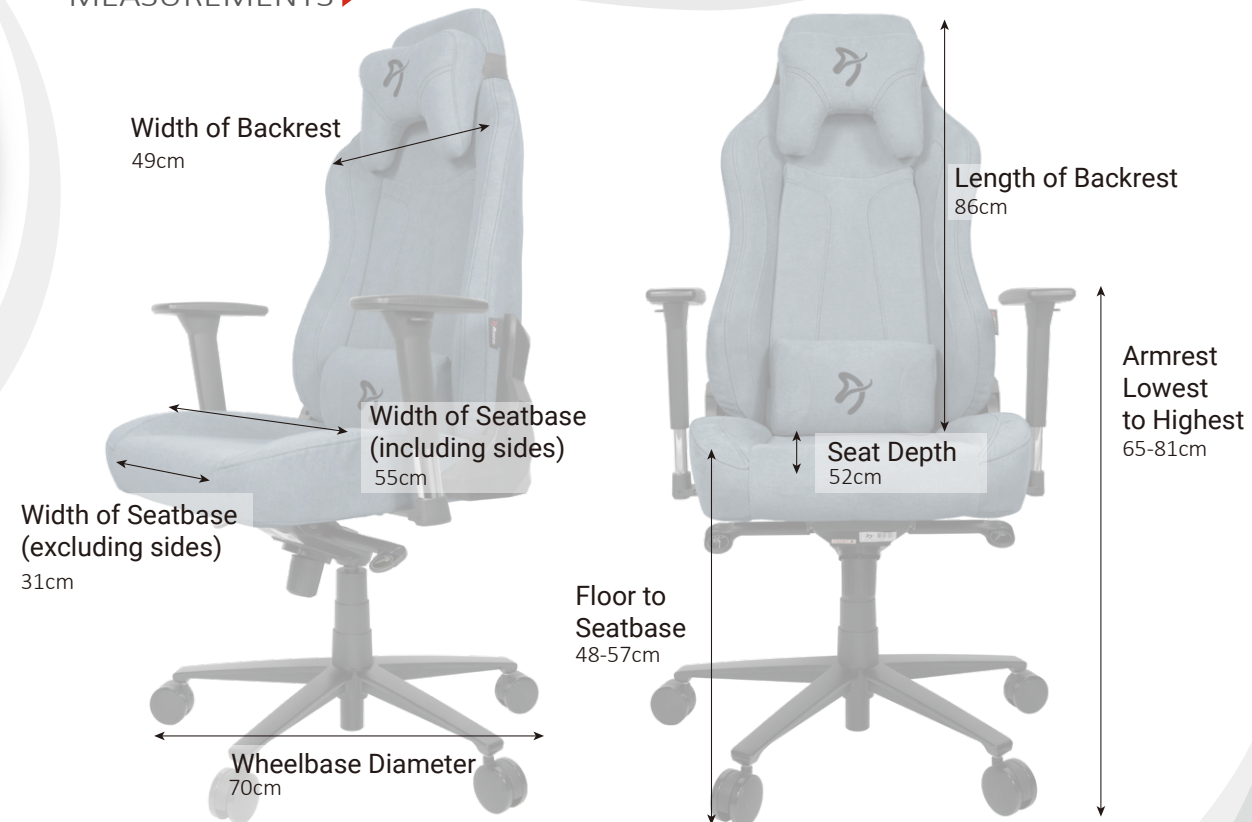 MEASUREMENTS
Width of Backrest
49cm
Length of Backrest
86cm
Armrest
Lowest
to Highest
65-81cm
Width of Seatbase
(including sides)
55cm
Seat Depth
52cm
Width of Seatbase
(excluding sides)
31cm
Floor to
Seatbase
48-57cm
Wheelbase Diameter
70cm